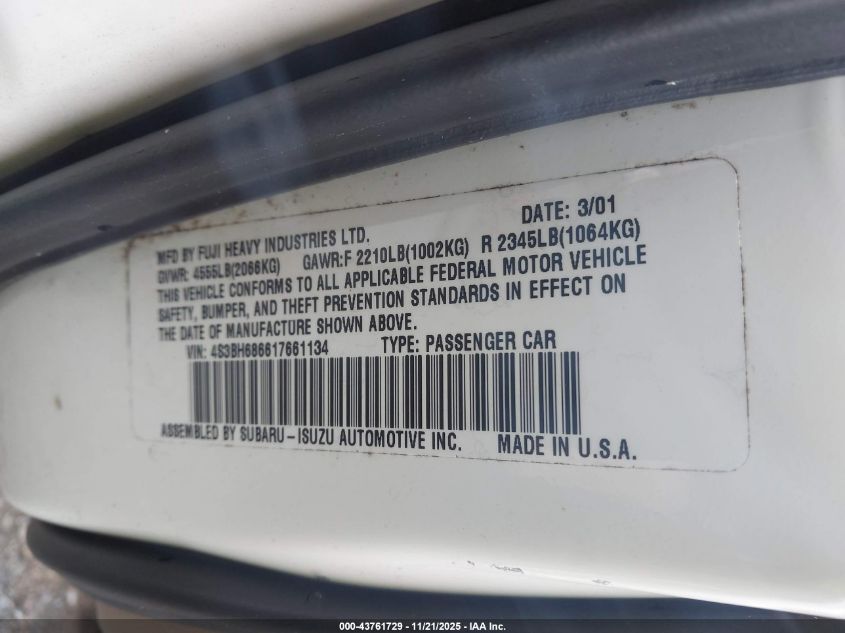 DATE: 3/01
MFD BY FUJI HEAVY INDUSTRIES LTD.
GVWR: 4555LB(2066KG) GAWR:F 2210LB(1002KG) R 2345LB(1064KG)
THIS VEHICLE CONFORMS TO ALL APPLICABLE FEDERAL MOTOR VEHICLE
SAFETY, BUMPER, AND THEFT PREVENTION STANDARDS IN EFFECT ON
THE DATE OF MANUFACTURE SHOWN ABOVE.
VIN: 4S3BH686617661134 TYPE: PASSENGER CAR
ASSEMBLED BY SUBARU-ISUZU AUTOMOTIVE INC. MADE IN U.S.A.
000-43761729 - 11/21/2025 - IAA Inc.